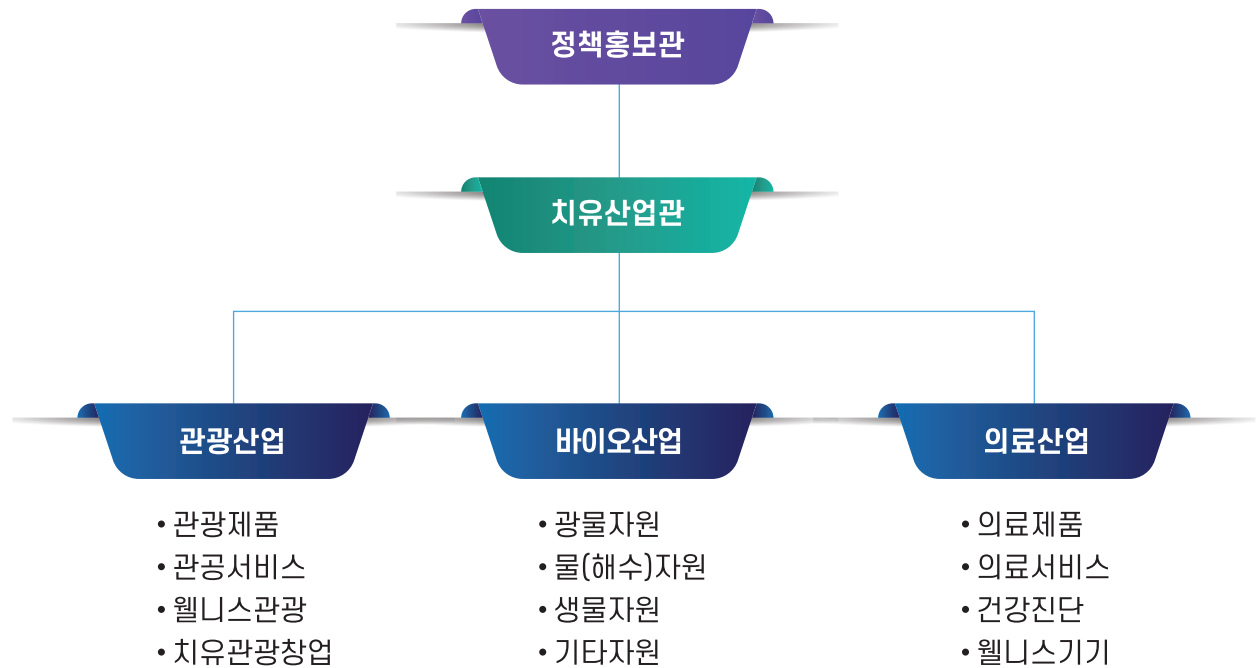 정책홍보관
치유산업관
관광산업
• 관광제품
• 관공서비스
• 웰니스관광
• 치유관광창업
바이오산업
• 광물자원
• 물(해수)자원
• 생물자원
• 기타자원
의료산업
• 의료제품
• 의료서비스
• 건강진단
• 웰니스기기